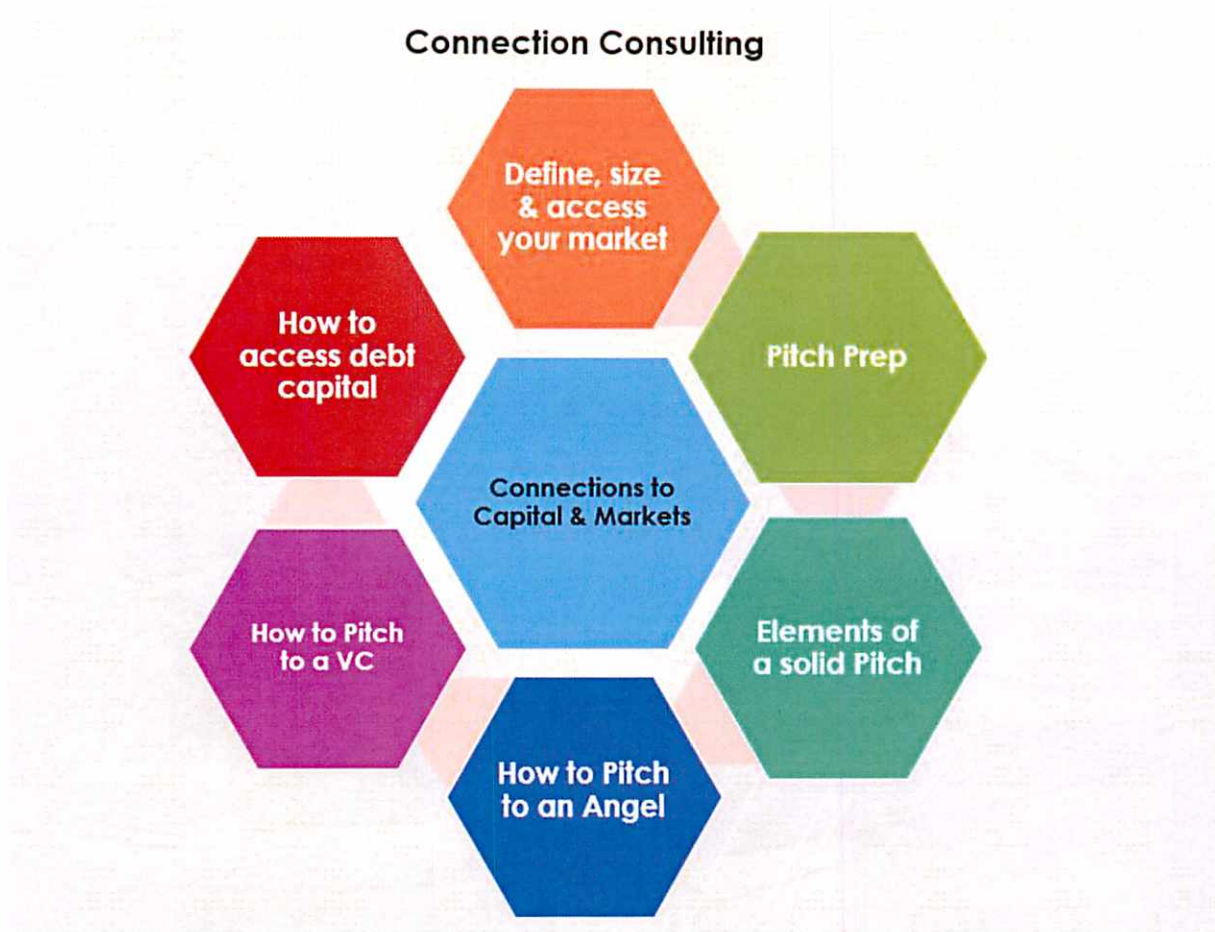 Connection Consulting
Define, size
& access
your market
Pitch Prep
Elements of
a solid Pitch
How to Pitch
to an Angel
How to Pitch
to a VC
How to
access debt
capital
Connections to
Capital & Markets